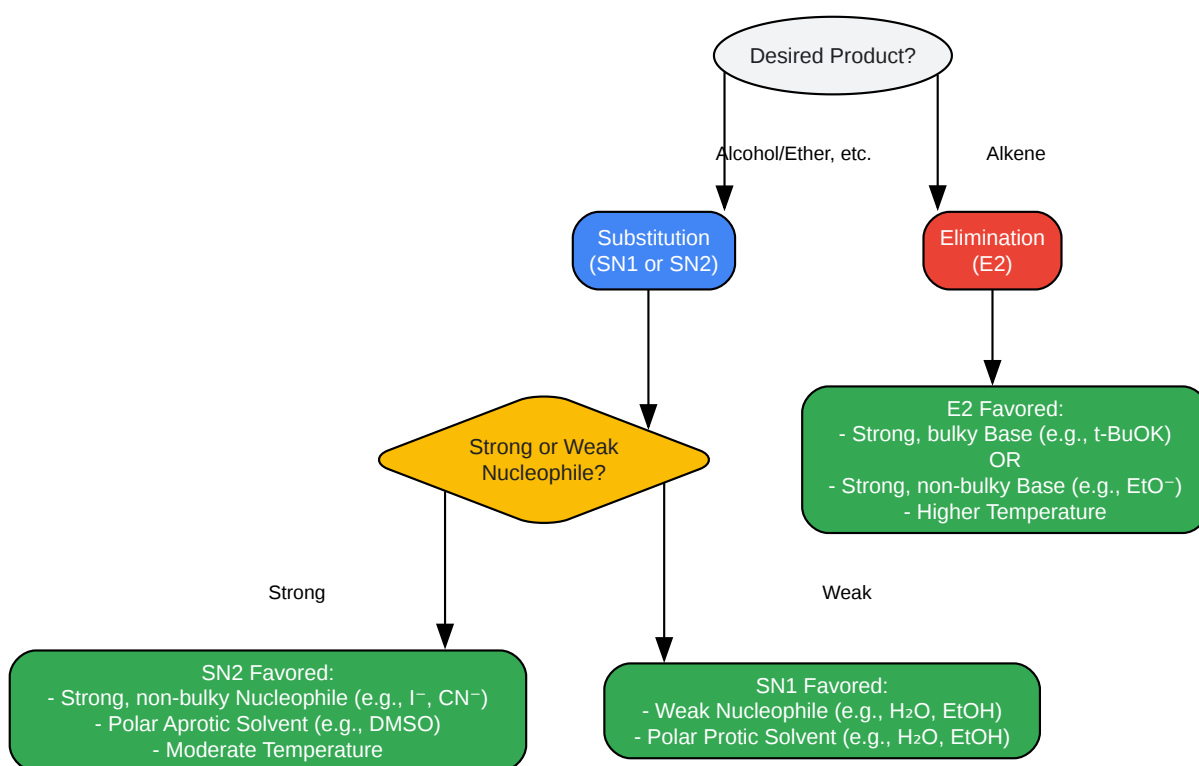 Desired Product?
Alcohol/Ether, etc.
Alkene
Substitution
(SN1 or SN2)
Elimination
(E2)
E2 Favored:
- Strong, bulky Base (e.g., t-BuOK)
OR
- Strong, non-bulky Base (e.g., EtO⁻)
- Higher Temperature
Strong or Weak
Nucleophile?
Strong
Weak
SN2 Favored:
- Strong, non-bulky Nucleophile (e.g., I⁻, CN⁻)
- Polar Aprotic Solvent (e.g., DMSO)
- Moderate Temperature
SN1 Favored:
- Weak Nucleophile (e.g., H₂O, EtOH)
- Polar Protic Solvent (e.g., H₂O, EtOH)